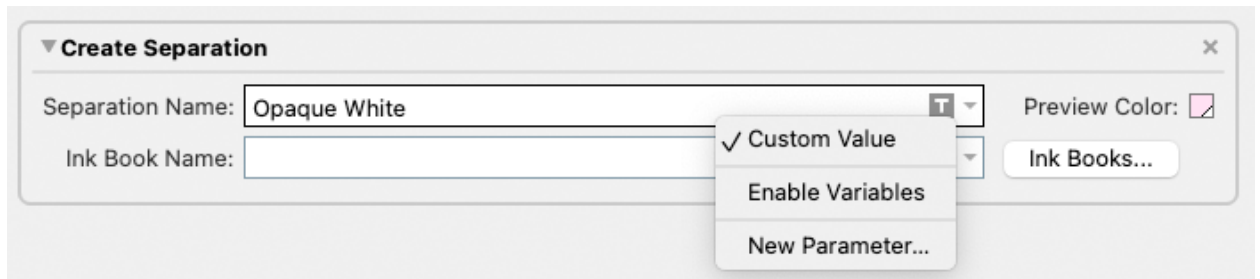 Create Separation
Separation Name: Opaque White T Preview Color:
Custom Value
Ink Book Name: Ink Books...
Enable Variables
New Parameter...